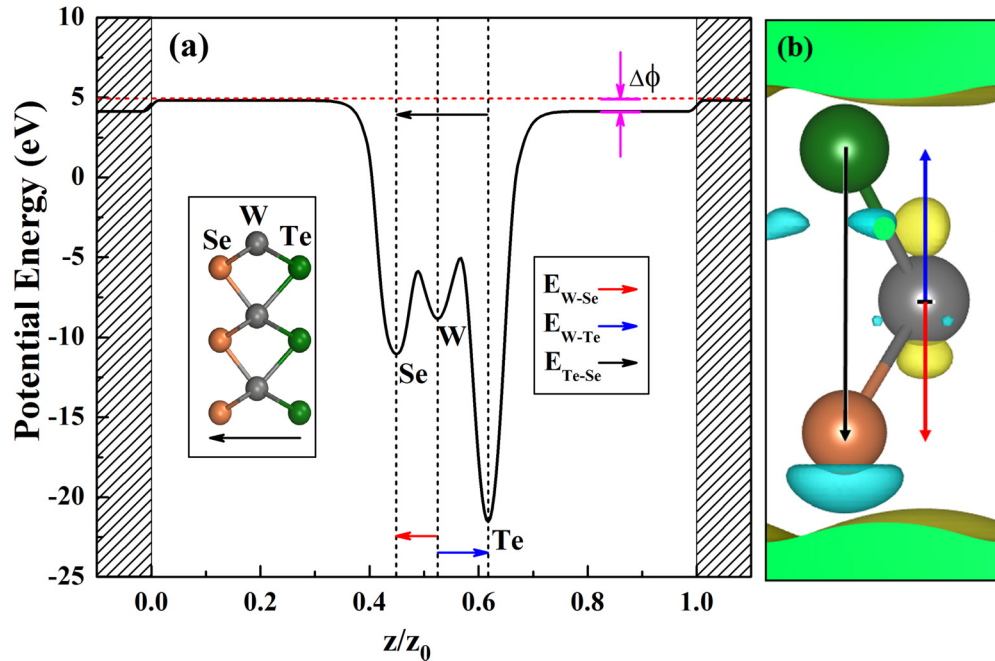 10
5
0
-5
-10
-15
-20
-25
Potential Energy (eV)
(a)
Δϕ
W
Se
Te
Se
W
Te
E_W-Se
E_W-Te
E_Te-Se
0.0 0.2 0.4 0.6 0.8 1.0
z/z₀
(b)